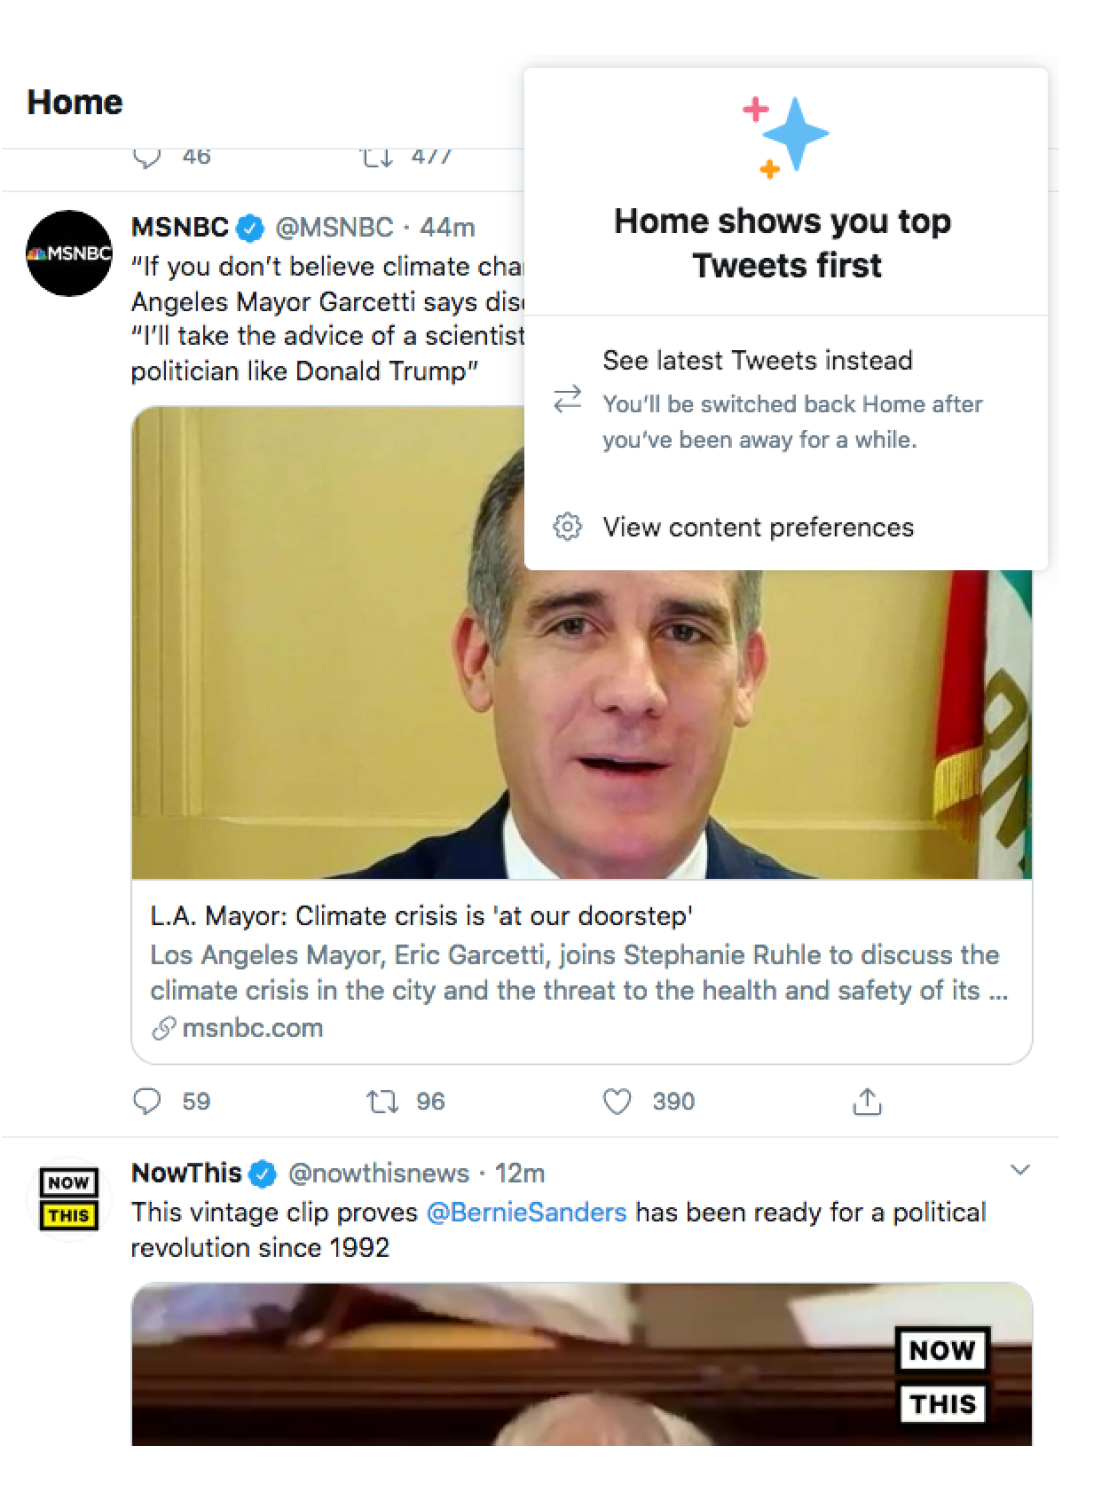 Home
46 477
Home shows you top
Tweets first
See latest Tweets instead
You'll be switched back Home after
you've been away for a while.
View content preferences
MSNBC
MSNBC @MSNBC · 44m
“If you don’t believe climate
Angeles Mayor Garcetti says
“I’ll take the advice of a scientist
politician like Donald Trump”
L.A. Mayor: Climate crisis is 'at our doorstep'
Los Angeles Mayor, Eric Garcetti, joins Stephanie Ruhle to discuss the
climate crisis in the city and the threat to the health and safety of its ...
msnbc.com
59 96 390
NOW
THIS
NowThis @nowthisnews · 12m
This vintage clip proves @BernieSanders has been ready for a political
revolution since 1992
NOW
THIS